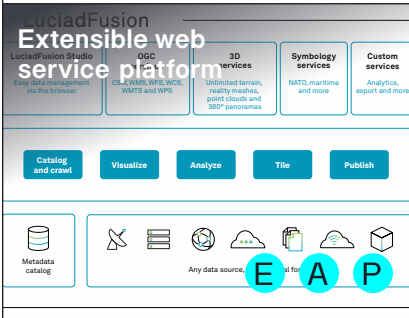 LuciadFusion
Extensible web
service platform
LuciadFusion Studio
Easy data management
via the browser
OGC
CSW, WMS, WFS, WCS,
WMTS and WPS
3D
services
Unlimited terrain,
reality meshes,
point clouds and
360° panoramas
Symbology
services
NATO, maritime
and more
Custom
services
Analytics,
export and more
Catalog
and crawl
Visualize
Analyze
Tile
Publish
Metadata
catalog
Any data source,
E A P